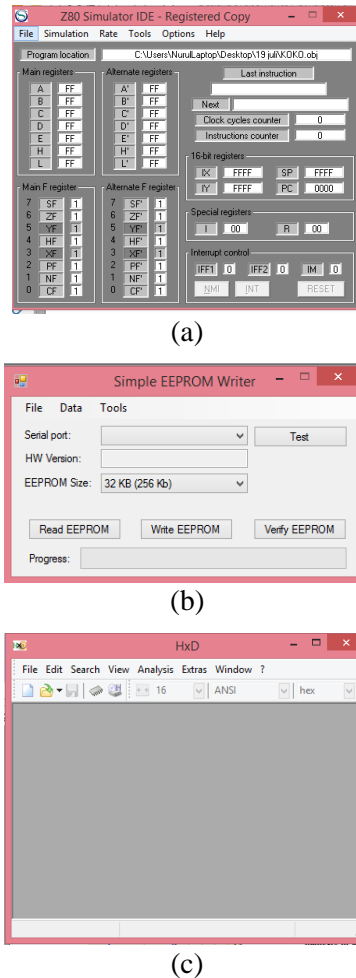 Z80 Simulator IDE - Registered Copy
File Simulation Rate Tools Options Help
Program location C:\Users\NurulLaptop\Desktop\19 juli\KOKO.obj
Main registers
A FF
B FF
C FF
D FF
E FF
H FF
L FF
Alternate registers
A' FF
B' FF
C' FF
D' FF
E' FF
H' FF
L' FF
Last instruction
Next
Clock cycles counter 0
Instructions counter 0
16-bit registers
IX FFFF SP FFFF
IY FFFF PC 0000
Main F register
7 SF 1
6 ZF 1
5 YF 1
4 HF 1
3 XF 1
2 PF 1
1 NF 1
0 CF 1
Alternate F register
7 SF' 1
6 ZF' 1
5 YF' 1
4 HF' 1
3 XF' 1
2 PF' 1
1 NF' 1
0 CF' 1
Special registers
I 00 R 00
Interrupt control
IFF1 0 IFF2 0 IM 0
NMI INT RESET
(a)
Simple EEPROM Writer
File Data Tools
Serial port: Test
HW Version:
EEPROM Size: 32 KB (256 Kb)
Read EEPROM Write EEPROM Verify EEPROM
Progress:
(b)
HxD
File Edit Search View Analysis Extras Window ?
16 ANSI hex
(c)